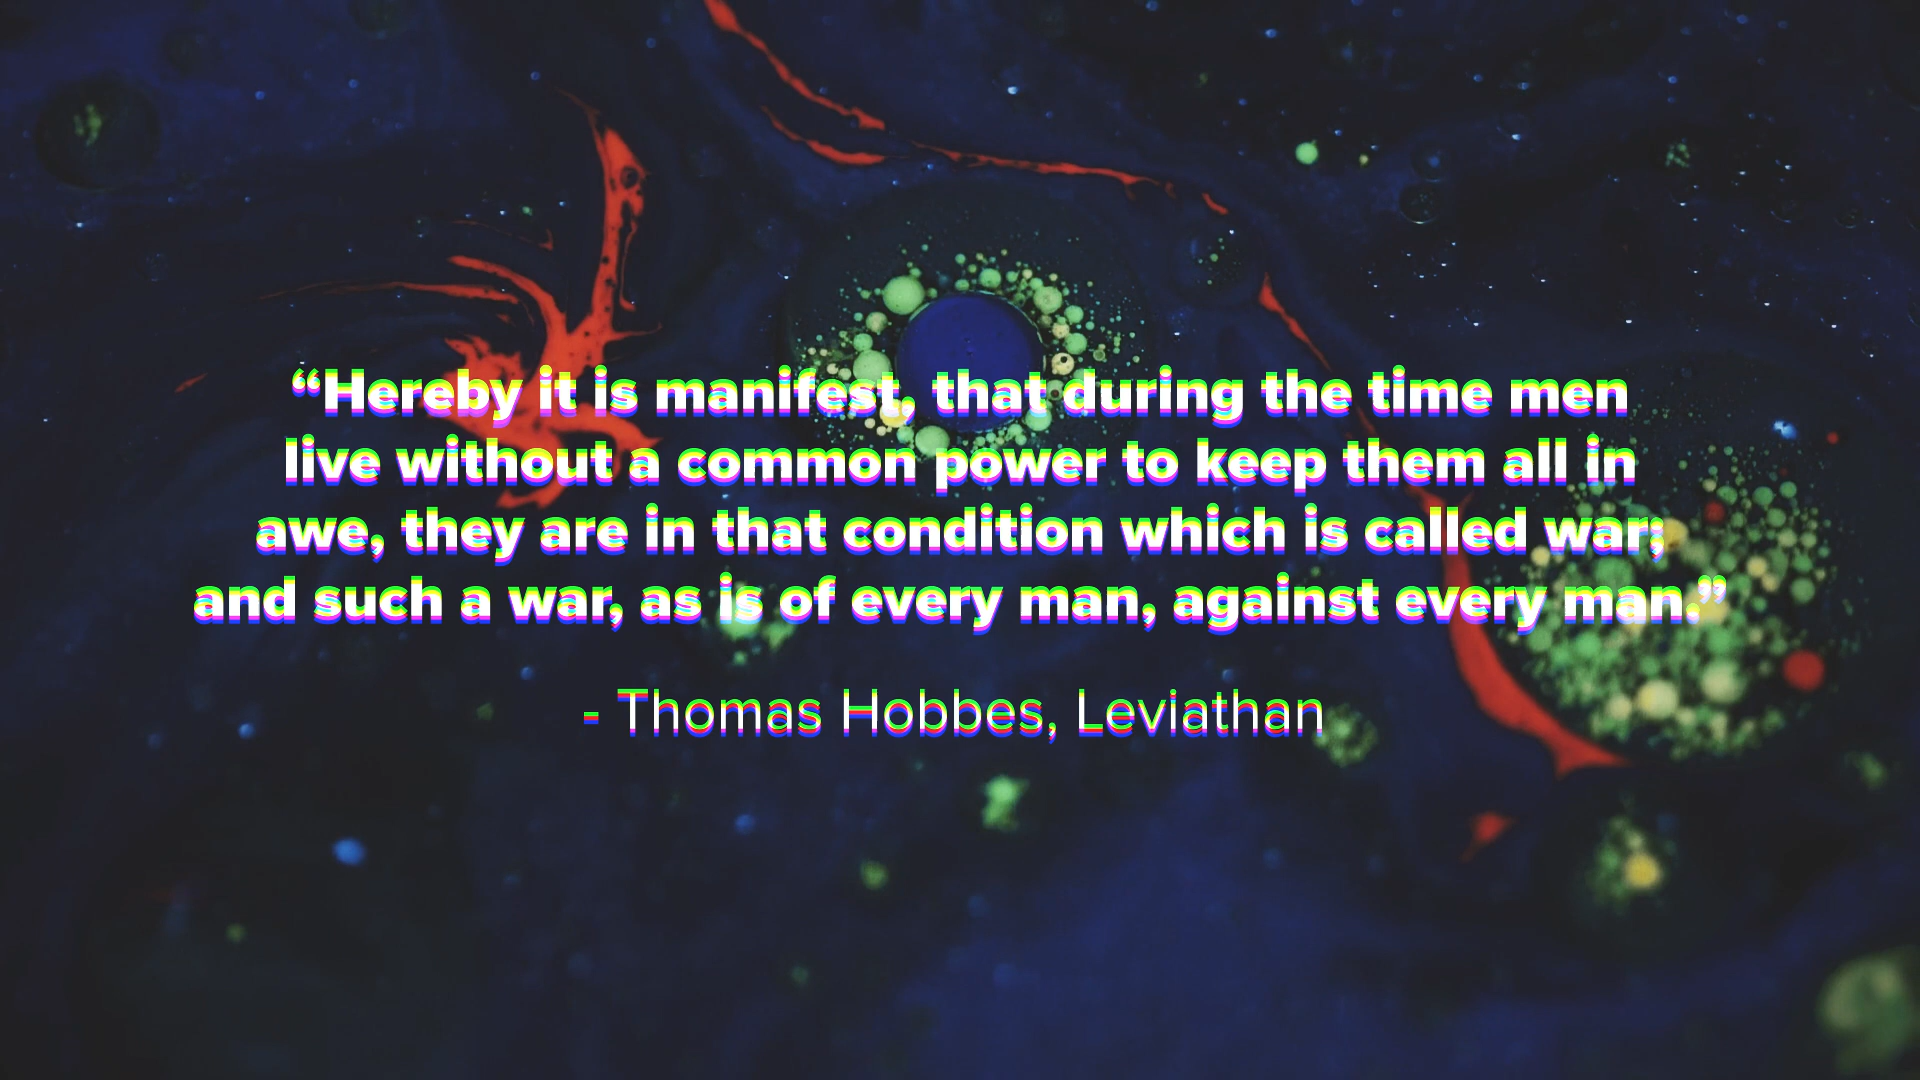 “Hereby it is manifest, that during the time men
live without a common power to keep them all in
awe, they are in that condition which is called war;
and such a war, as is of every man, against every man.”
- Thomas Hobbes, Leviathan